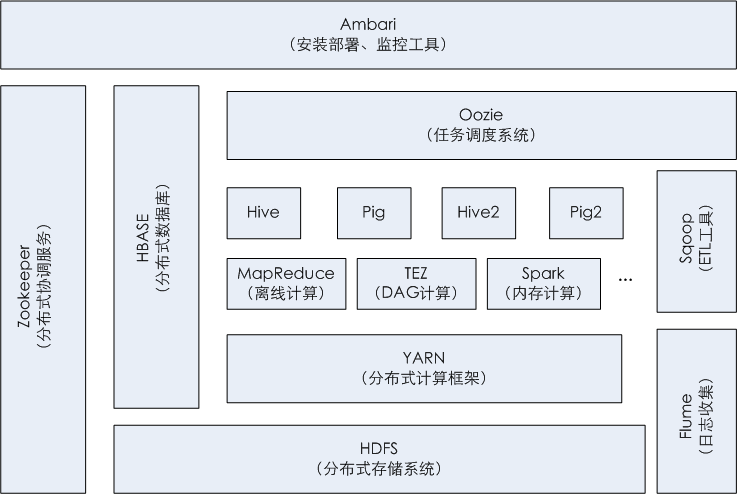 Ambari
（安装部署、监控工具）
Zookeeper
（分布式协调服务）
HBASE
（分布式数据库）
Oozie
（任务调度系统）
Hive
Pig
Hive2
Pig2
Sqoop
（ETL工具）
MapReduce
（离线计算）
TEZ
（DAG计算）
Spark
（内存计算）
...
YARN
（分布式计算框架）
Flume
（日志收集）
HDFS
（分布式存储系统）